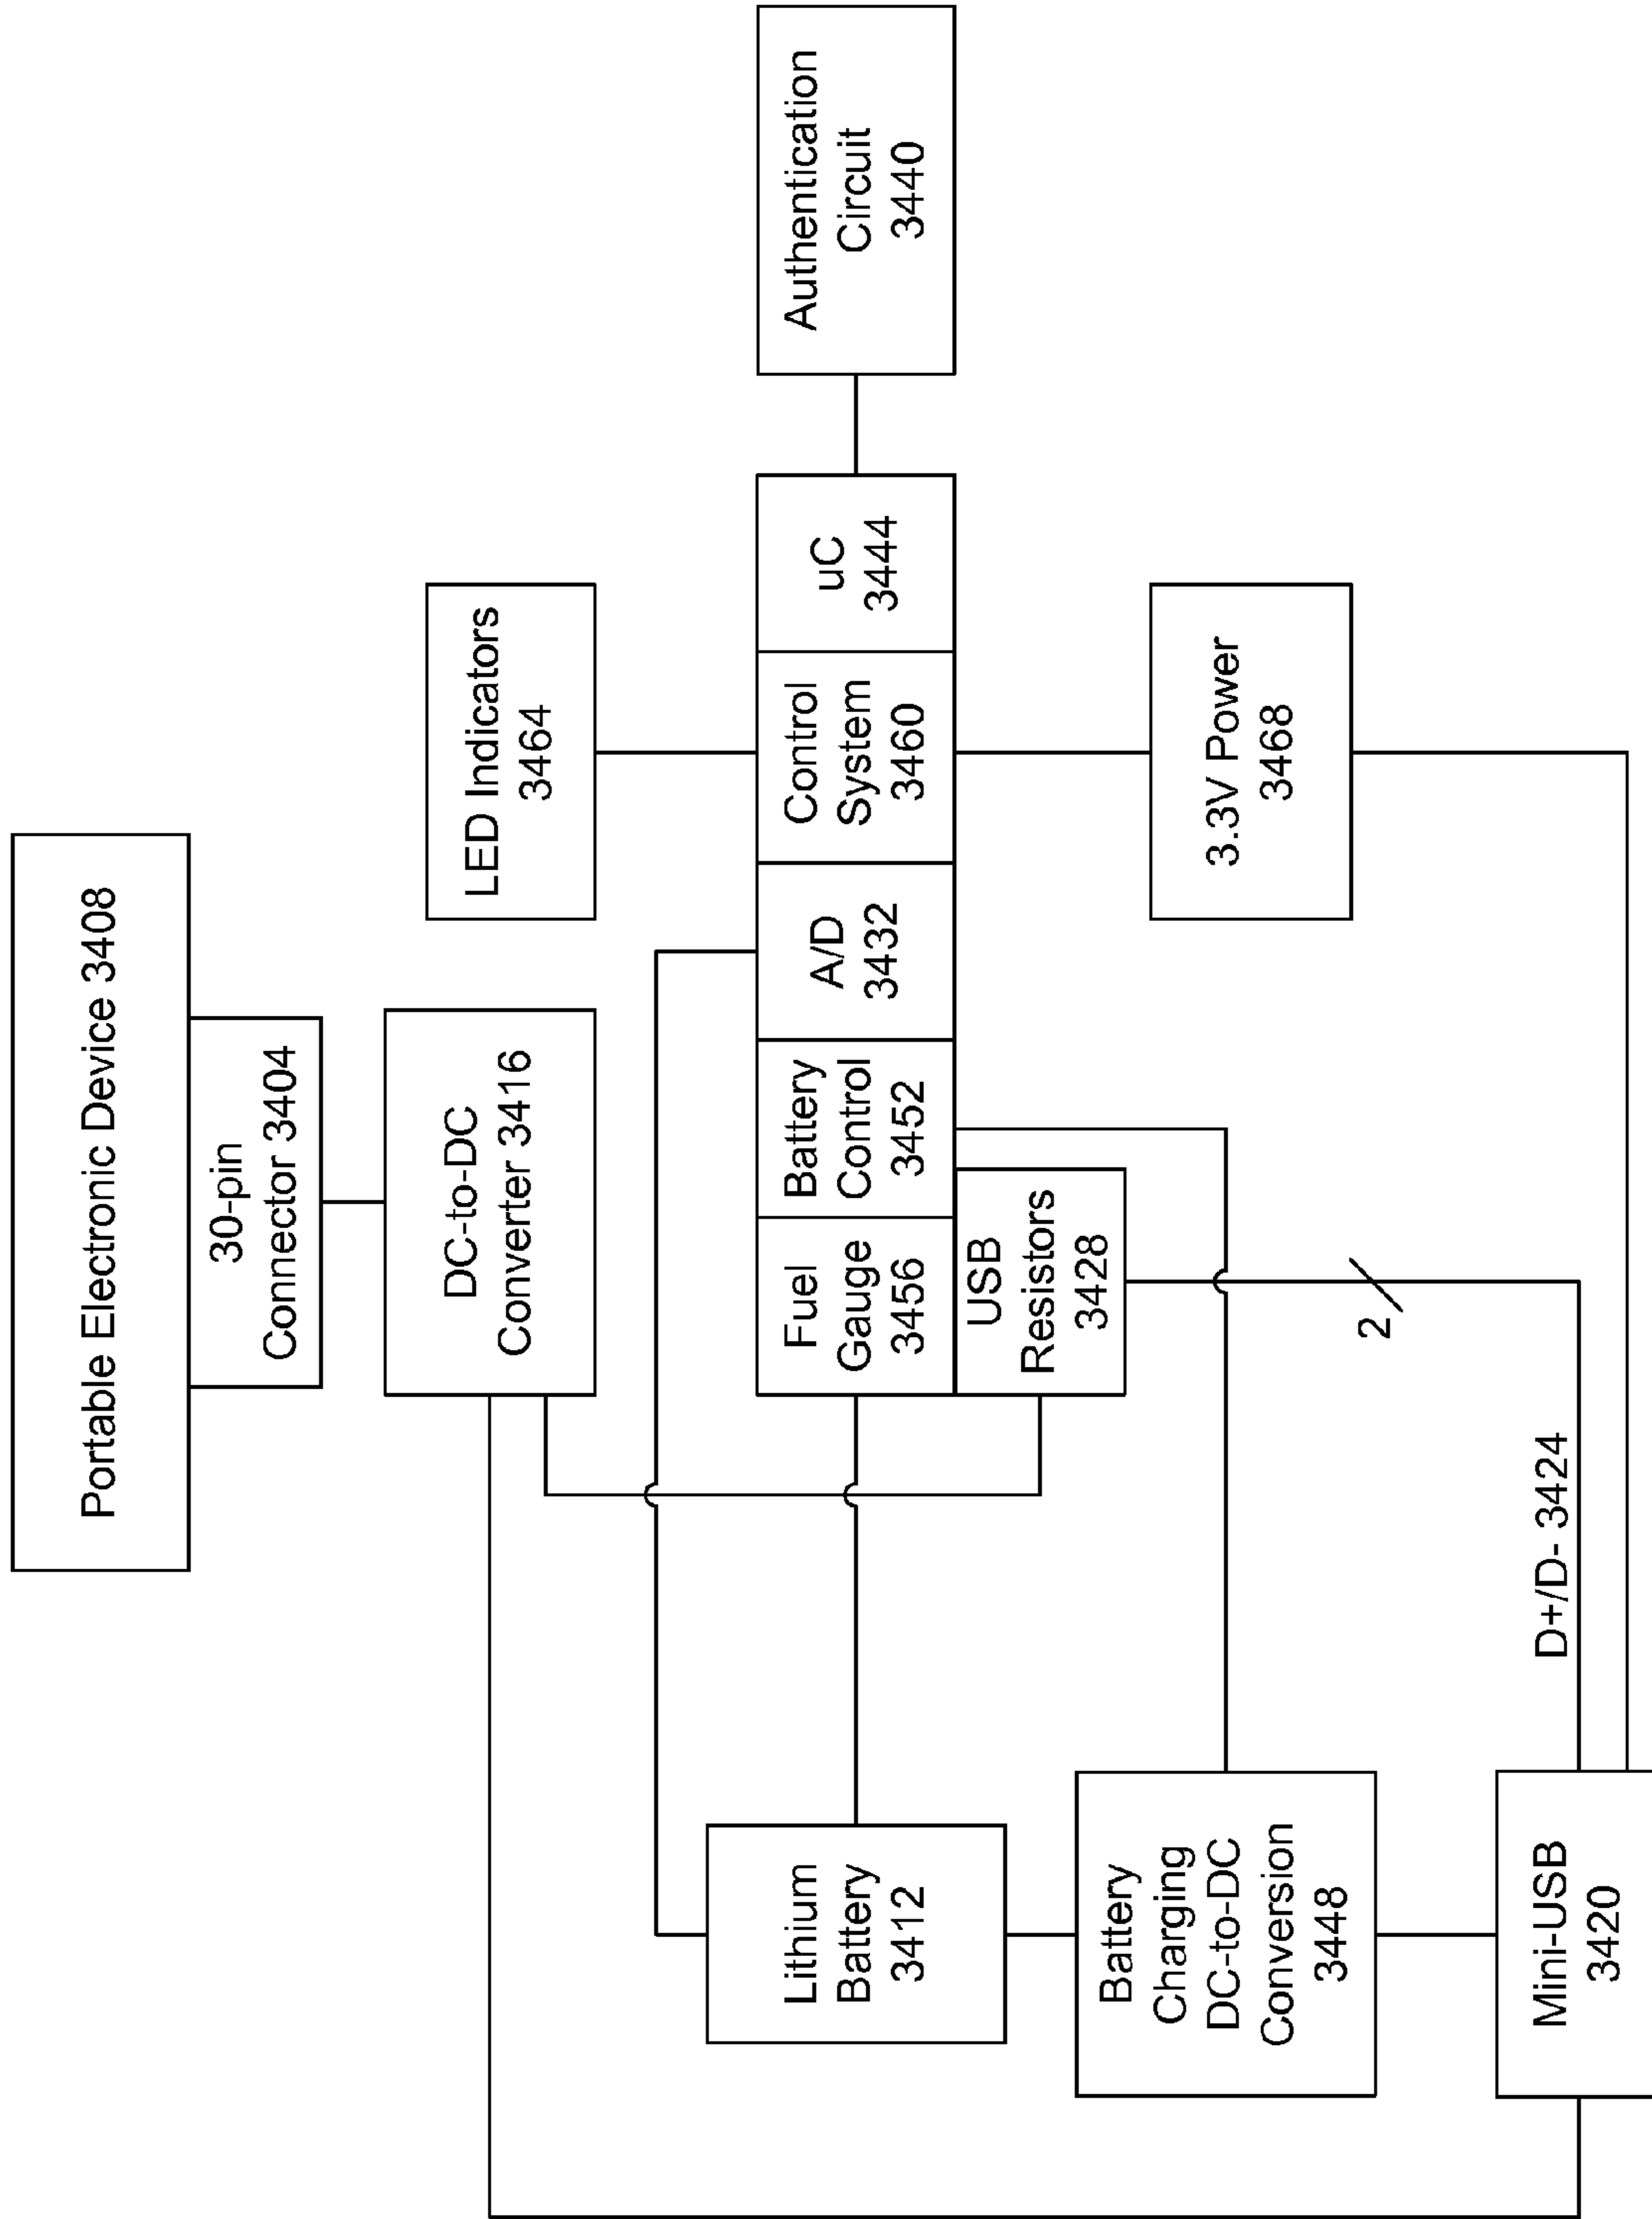 Portable Electronic Device 3408
30-pin
Connector 3404
DC-to-DC
Converter 3416
LED Indicators
3464
Lithium
Battery
3412
Fuel
Gauge
3456
Battery
Control
3452
A/D
3432
Control
System
3460
uC
3444
Authentication
Circuit
3440
USB
Resistors
3428
Battery
Charging
DC-to-DC
Conversion
3448
3.3V Power
3468
2
D+/D- 3424
Mini-USB
3420